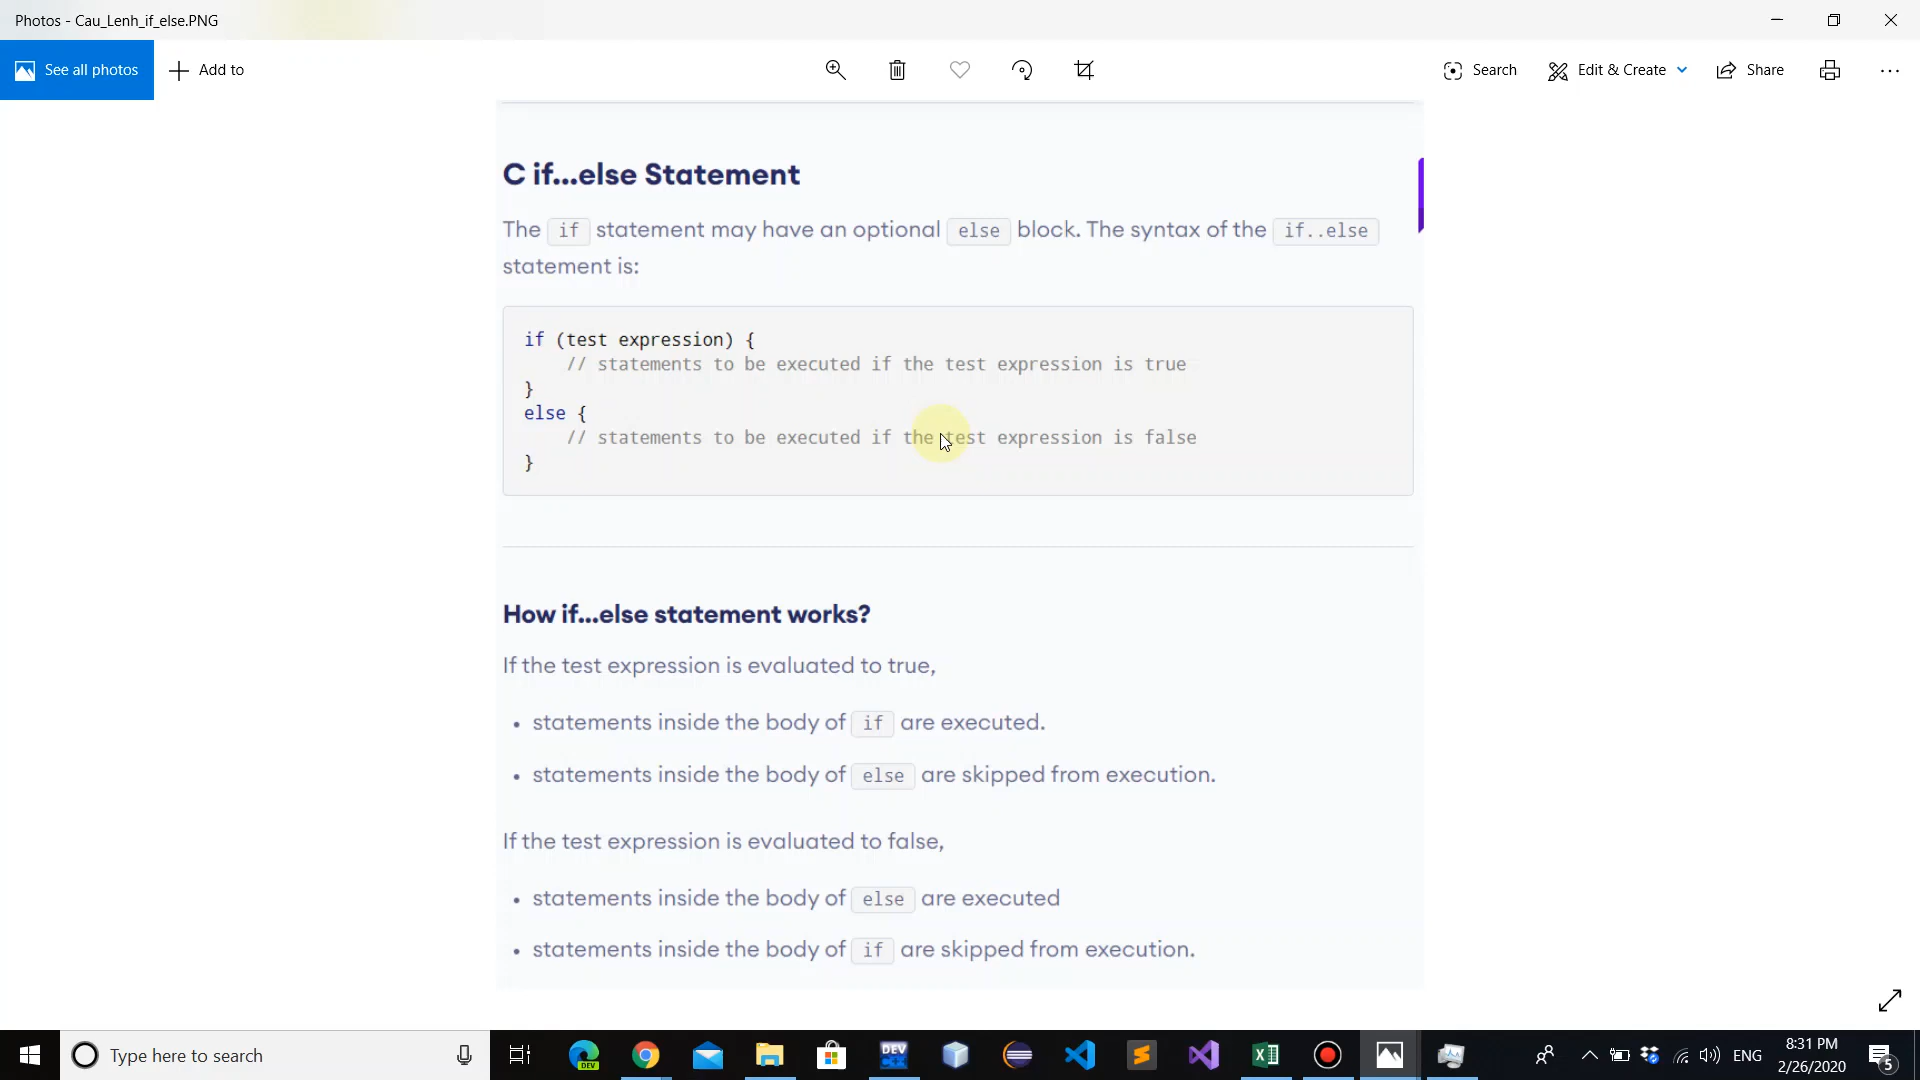 Photos - Cau_Lenh_if_else.PNG
See all photos
Add to
Search
Edit & Create
Share
C if...else Statement
The if statement may have an optional else block. The syntax of the if..else
statement is:
if (test expression) {
    // statements to be executed if the test expression is true
}
else {
    // statements to be executed if the test expression is false
}
How if...else statement works?
If the test expression is evaluated to true,
• statements inside the body of if are executed.
• statements inside the body of else are skipped from execution.
If the test expression is evaluated to false,
• statements inside the body of else are executed
• statements inside the body of if are skipped from execution.
Type here to search
DEV
DEV
ENG
8:31 PM
2/26/2020
5